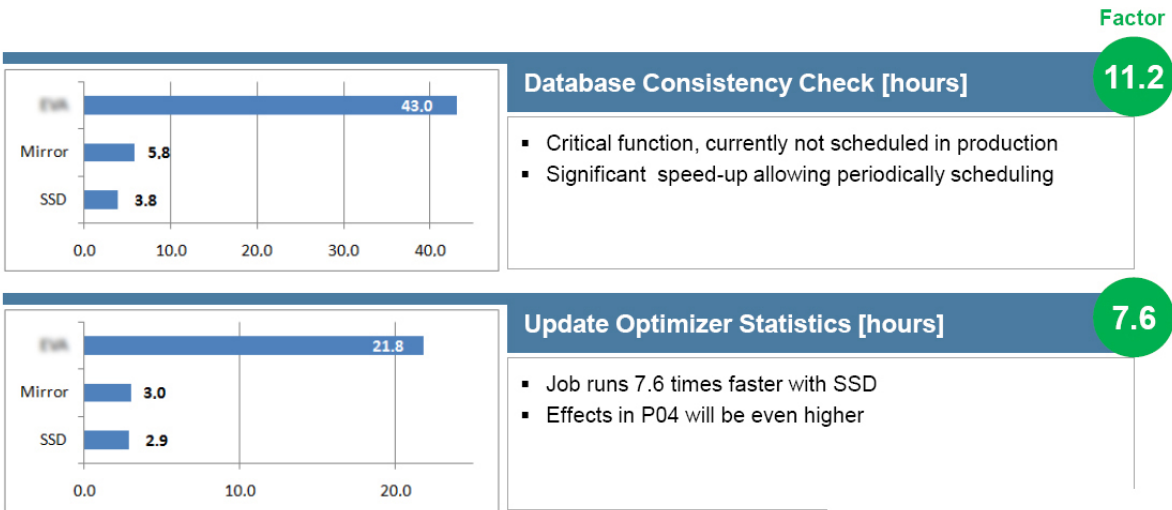 Factor
Database Consistency Check [hours]
11.2
43.0
Mirror
5,8
SSD
3.8
0.0 10.0 20.0 30.0 40.0
▪ Critical function, currently not scheduled in production
▪ Significant speed-up allowing periodically scheduling
Update Optimizer Statistics [hours]
7.6
21.8
Mirror
3.0
SSD
2.9
0.0 10.0 20.0
▪ Job runs 7.6 times faster with SSD
▪ Effects in P04 will be even higher